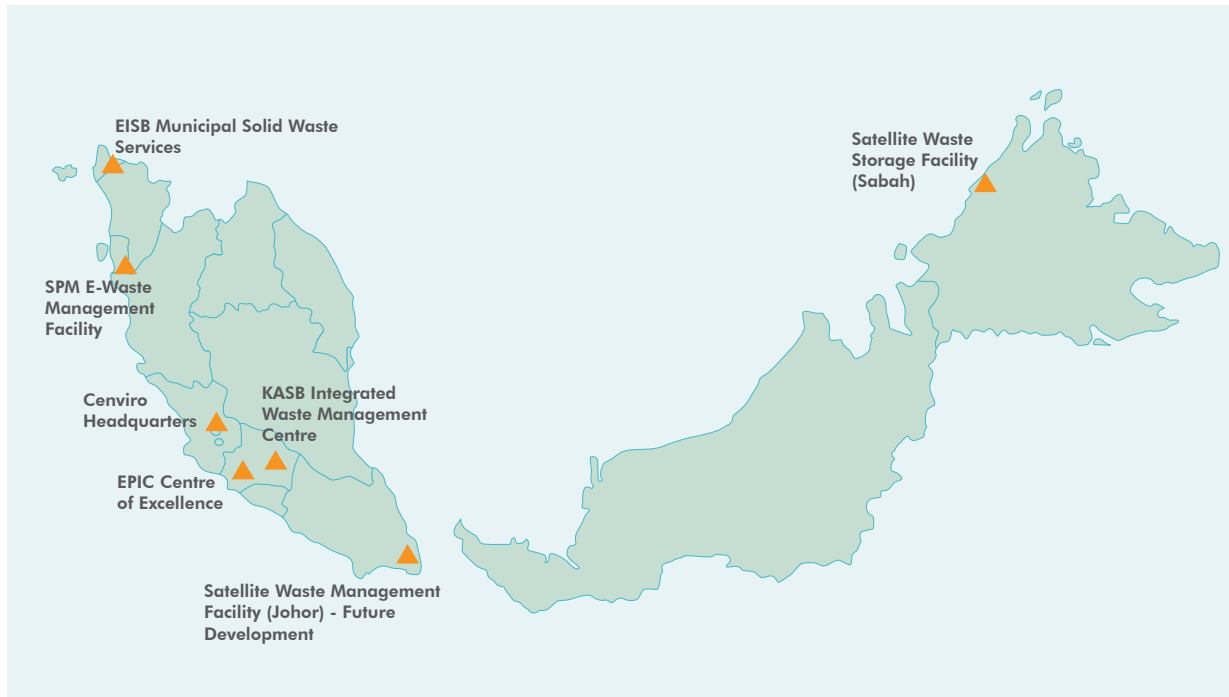 EISB Municipal Solid Waste
Services
Satellite Waste
Storage Facility
(Sabah)
SPM E-Waste
Management
Facility
Cenviro
Headquarters
KASB Integrated
Waste Management
Centre
EPIC Centre
of Excellence
Satellite Waste Management
Facility (Johor) - Future
Development